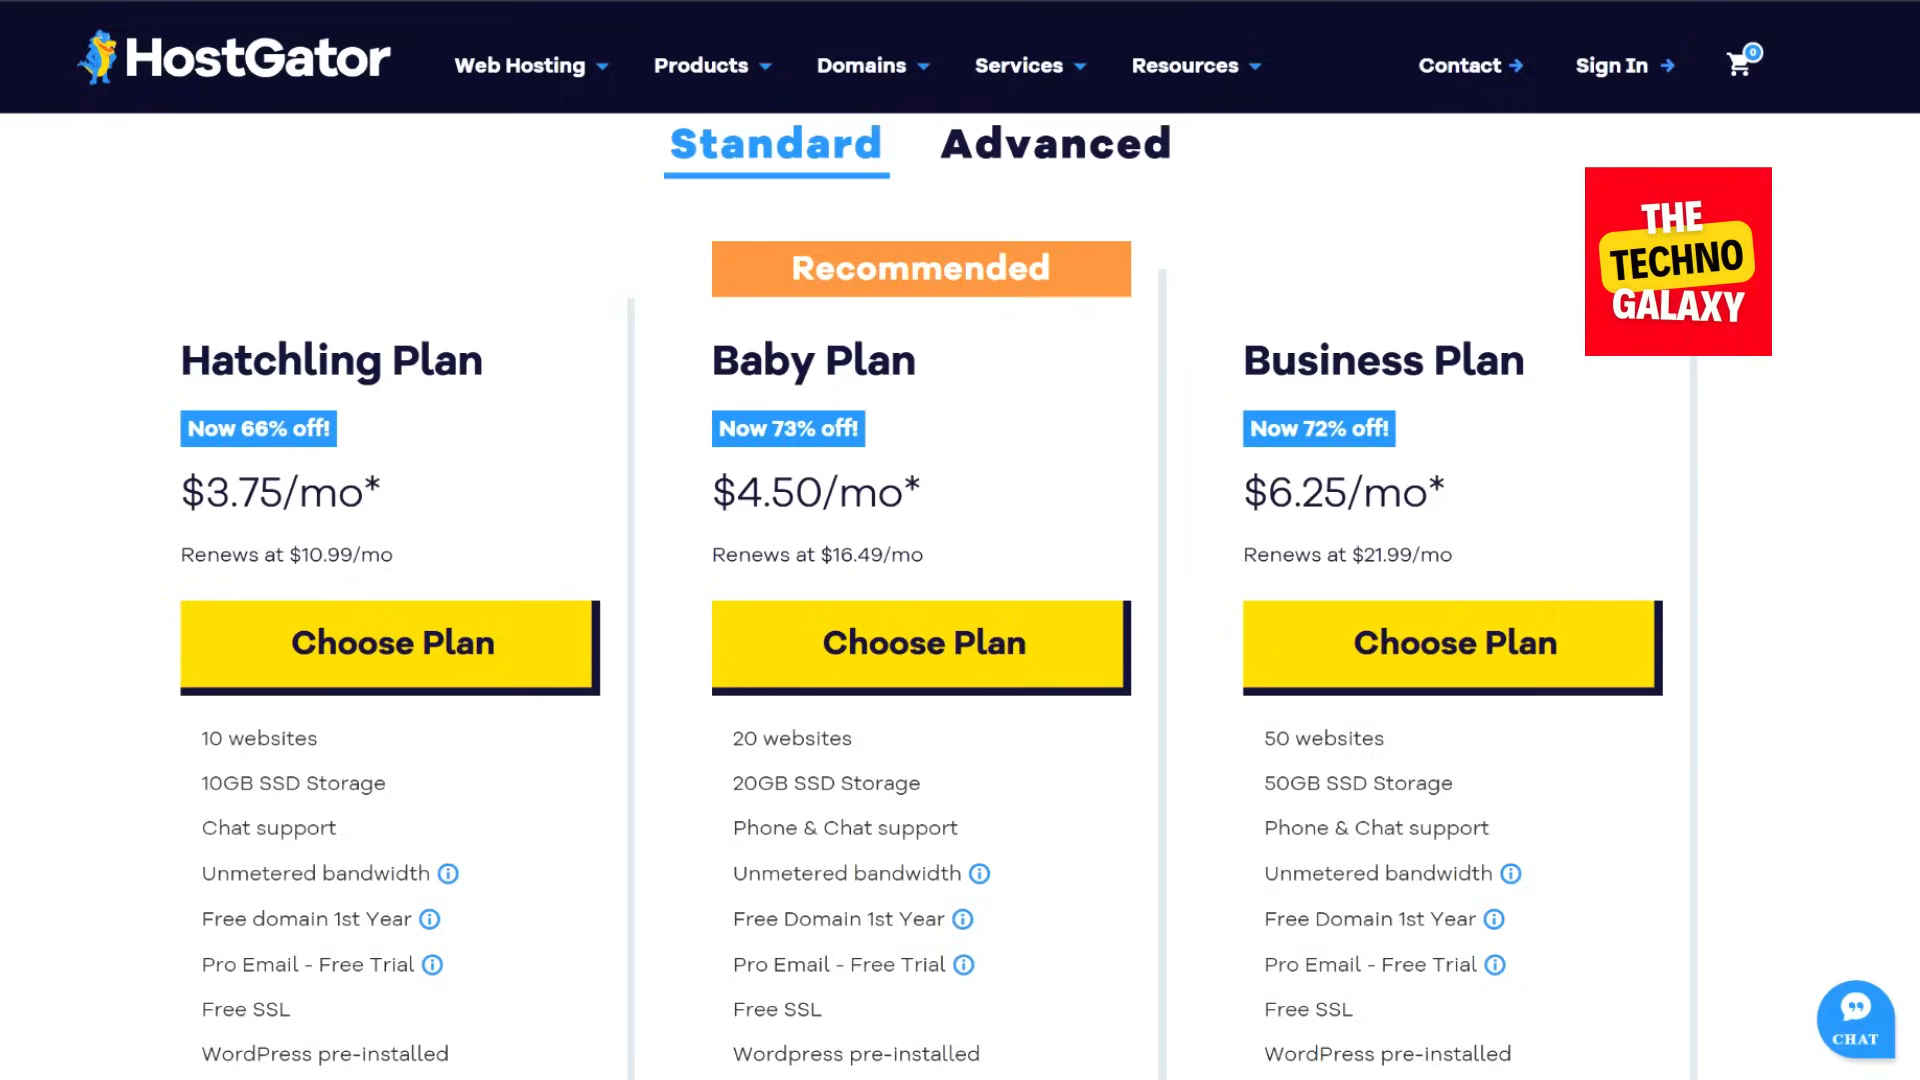 HostGator
Web Hosting
Products
Domains
Services
Resources
Contact
Sign In
0
Standard
Advanced
THE
TECHNO
GALAXY
Recommended
Hatchling Plan
Now 66% off!
$3.75/mo*
Renews at $10.99/mo
Choose Plan
10 websites
10GB SSD Storage
Chat support
Unmetered bandwidth
Free domain 1st Year
Pro Email - Free Trial
Free SSL
WordPress pre-installed
Baby Plan
Now 73% off!
$4.50/mo*
Renews at $16.49/mo
Choose Plan
20 websites
20GB SSD Storage
Phone & Chat support
Unmetered bandwidth
Free Domain 1st Year
Pro Email - Free Trial
Free SSL
Wordpress pre-installed
Business Plan
Now 72% off!
$6.25/mo*
Renews at $21.99/mo
Choose Plan
50 websites
50GB SSD Storage
Phone & Chat support
Unmetered bandwidth
Free Domain 1st Year
Pro Email - Free Trial
Free SSL
WordPress pre-installed
CHAT